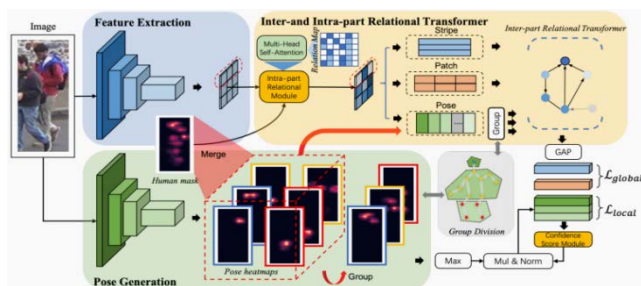 Image
Feature Extraction
Inter-and Intra-part Relational Transformer
Multi-Head
Self-Attention
Relation Map
Intra-part
Relational
Module
Stripe
Patch
Pose
Group
Inter-part Relational Transformer
Human mask
Merge
GAP
ℒglobal
ℒlocal
Confidence
Score Module
Group Division
Pose heatmaps
Group
Max
Mul & Norm
Pose Generation